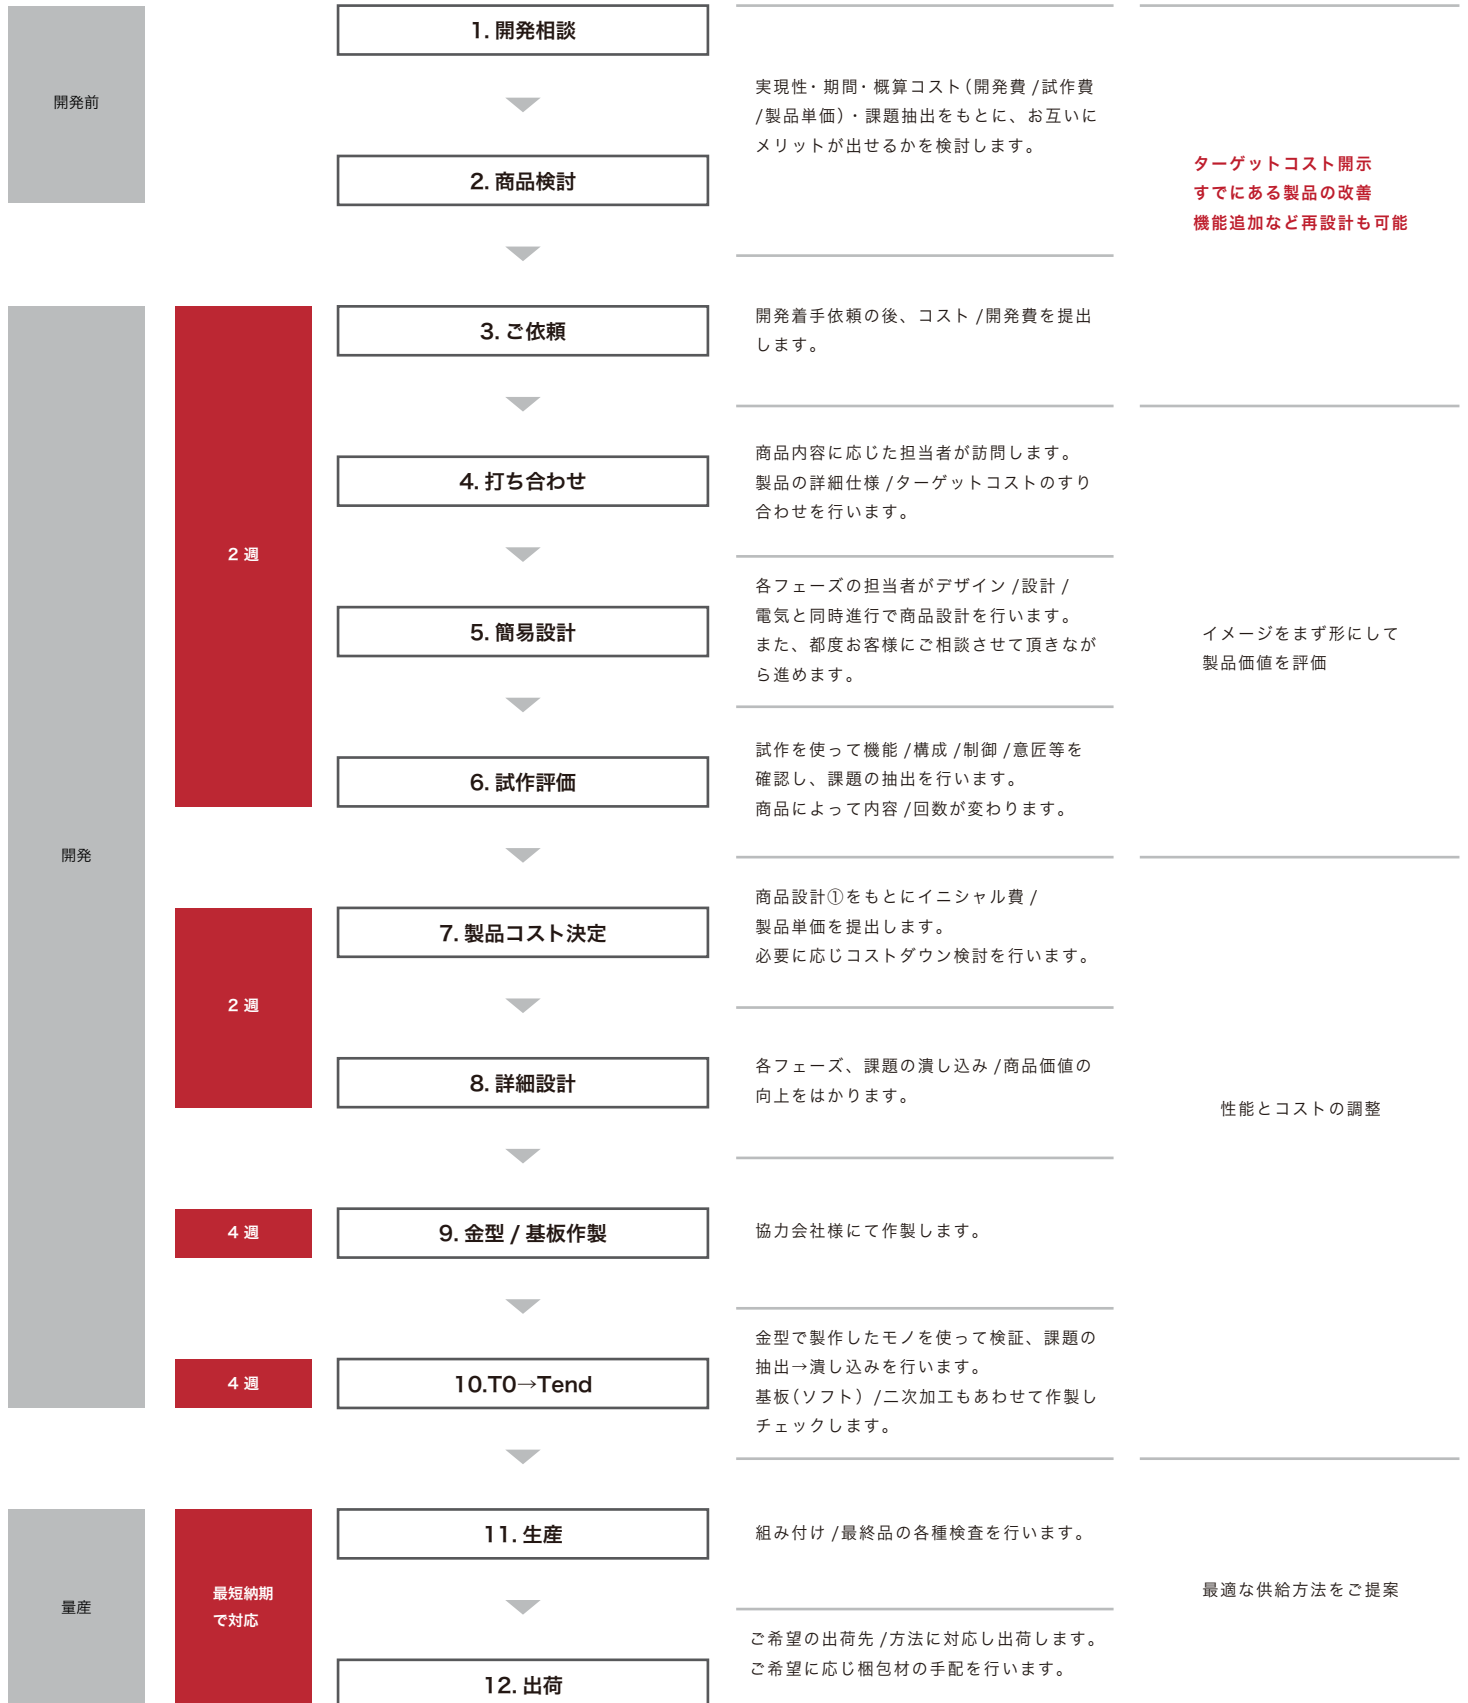 開発前
1. 開発相談
実現性・期間・概算コスト（開発費 /試作費
/製品単価）・課題抽出をもとに、お互いに
メリットが出せるかを検討します。
2. 商品検討
ターゲットコスト開示
すでにある製品の改善
機能追加など再設計も可能
開発
2 週
3. ご依頼
開発着手依頼の後、コスト /開発費を提出
します。
4. 打ち合わせ
商品内容に応じた担当者が訪問します。
製品の詳細仕様 /ターゲットコストのすり
合わせを行います。
5. 簡易設計
各フェーズの担当者がデザイン /設計 /
電気と同時進行で商品設計を行います。
また、都度お客様にご相談させて頂きなが
ら進めます。
イメージをまず形にして
製品価値を評価
6. 試作評価
試作を使って機能 /構成 /制御 /意匠等を
確認し、課題の抽出を行います。
商品によって内容 /回数が変わります。
2 週
7. 製品コスト決定
商品設計①をもとにイニシャル費 /
製品単価を提出します。
必要に応じコストダウン検討を行います。
8. 詳細設計
各フェーズ、課題の潰し込み /商品価値の
向上をはかります。
性能とコストの調整
4 週
9. 金型 / 基板作製
協力会社様にて作製します。
4 週
10.T0→Tend
金型で製作したモノを使って検証、課題の
抽出→潰し込みを行います。
基板（ソフト）/二次加工もあわせて作製し
チェックします。
量産
最短納期
で対応
11. 生産
組み付け /最終品の各種検査を行います。
最適な供給方法をご提案
12. 出荷
ご希望の出荷先 /方法に対応し出荷します。
ご希望に応じ梱包材の手配を行います。